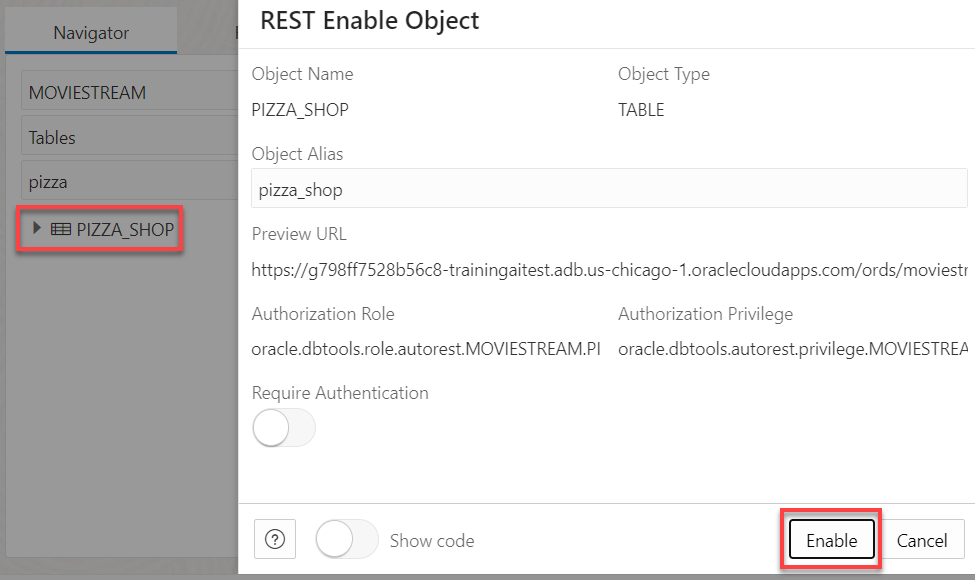 Navigator
MOVIESTREAM
Tables
pizza
PIZZA_SHOP
REST Enable Object
Object Name
Object Type
PIZZA_SHOP
TABLE
Object Alias
pizza_shop
Preview URL
https://g798ff7528b56c8-trainingaitest.adb.us-chicago-1.oraclecloudapps.com/ords/moviestr
Authorization Role
Authorization Privilege
oracle.dbtools.role.autorest.MOVIESTREAM.PI
oracle.dbtools.autorest.privilege.MOVIESTREA
Require Authentication
?
Show code
Enable
Cancel